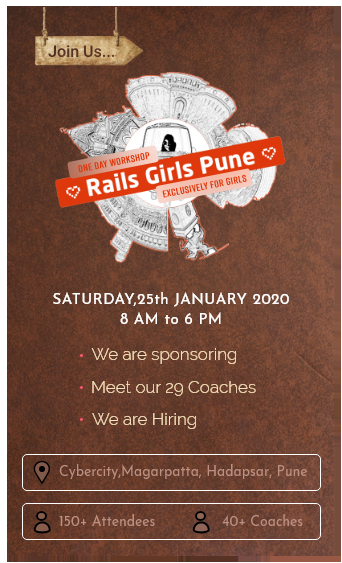 Join Us...
ONE DAY WORKSHOP
Rails Girls Pune
EXCLUSIVELY FOR GIRLS
SATURDAY,25th JANUARY 2020
8 AM to 6 PM
• We are sponsoring
• Meet our 29 Coaches
• We are Hiring
Cybercity,Magarpatta, Hadapsar, Pune
150+ Attendees 40+ Coaches